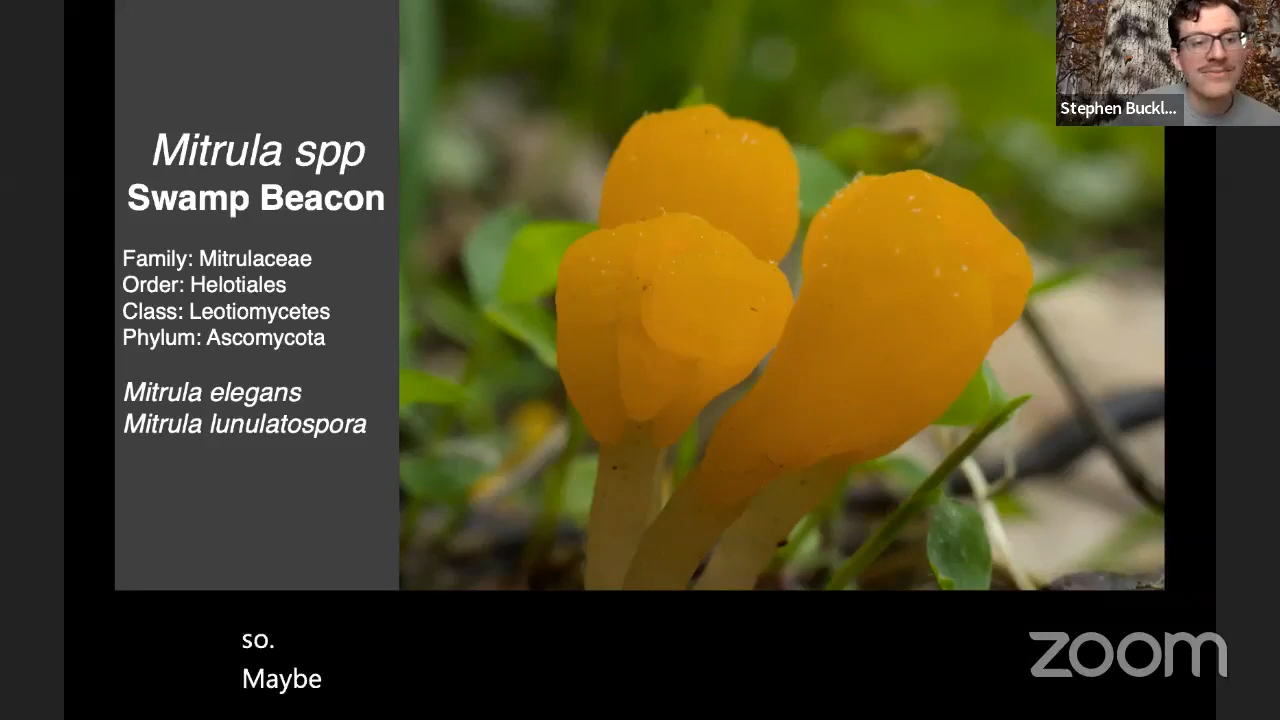 Mitrula spp
Swamp Beacon
Family: Mitrulaceae
Order: Helotiales
Class: Leotiomycetes
Phylum: Ascomycota
Mitrula elegans
Mitrula lunulatospora
Stephen Buckl...
so.
Maybe
zoom